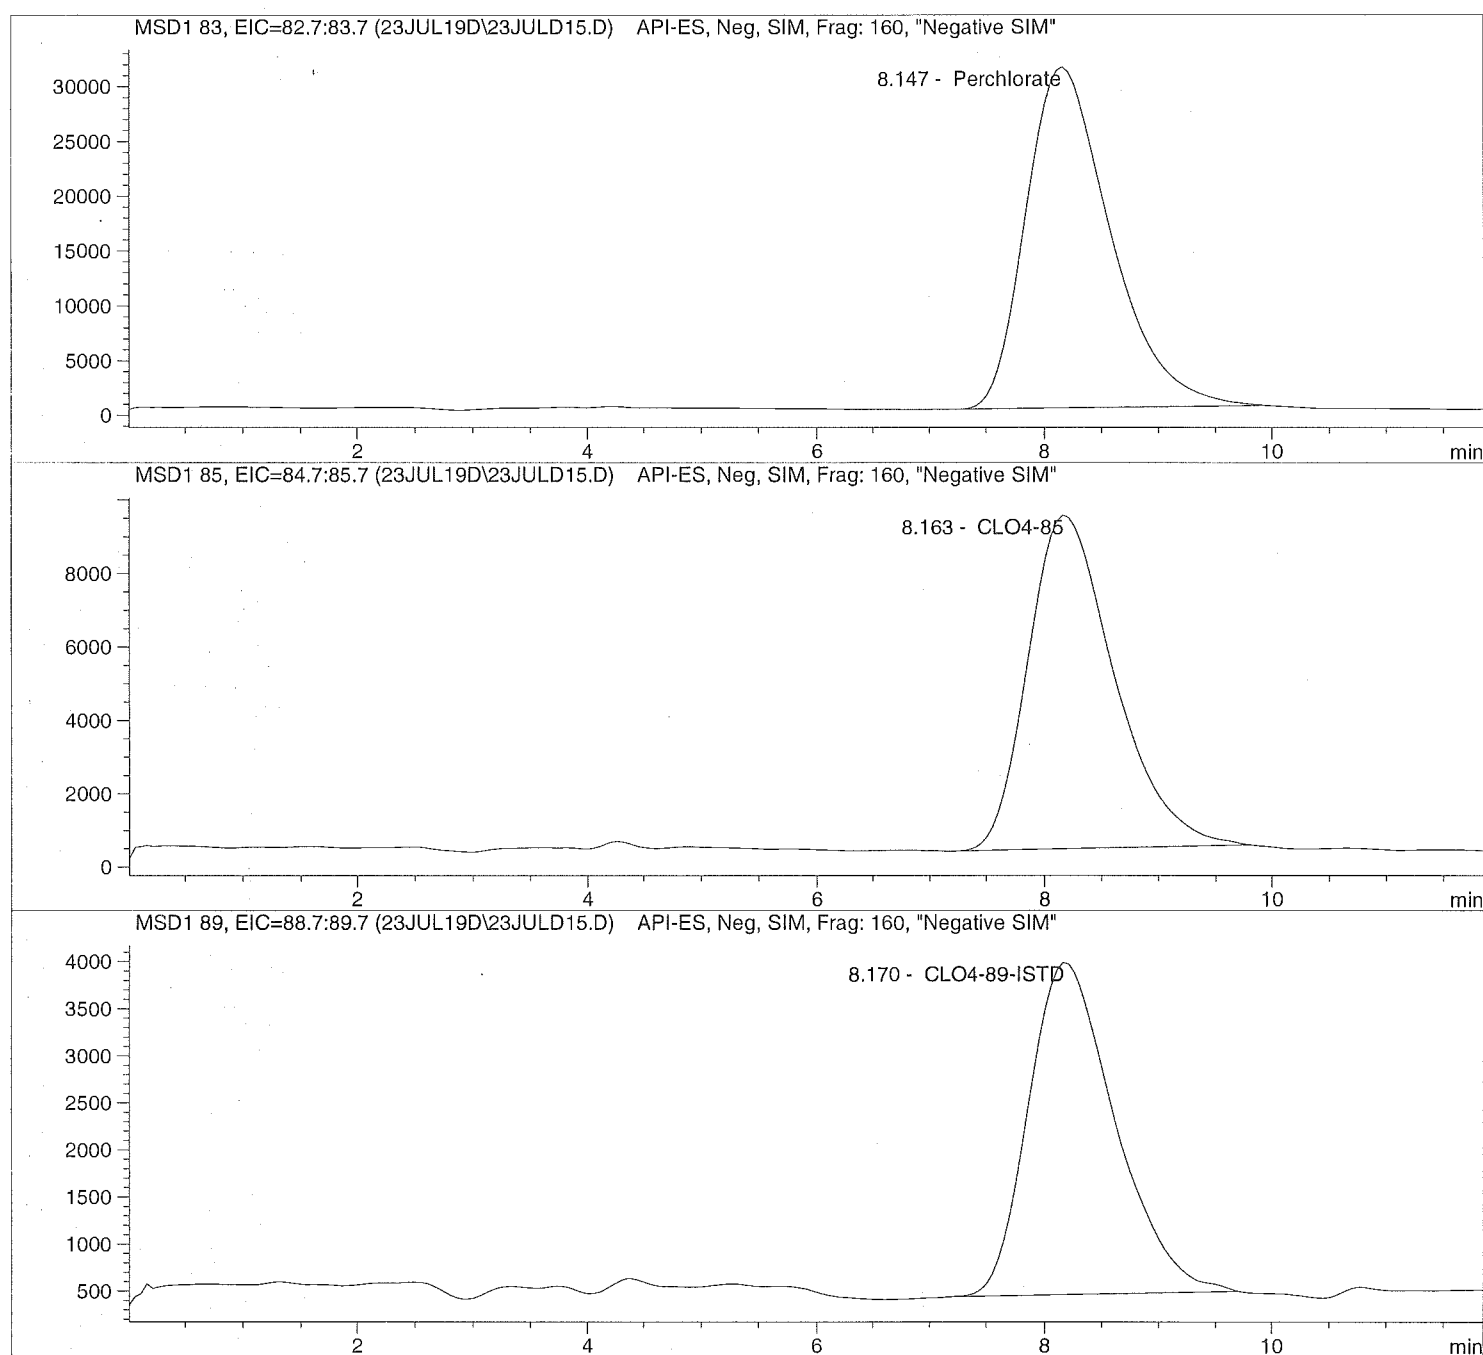 MSD1 83, EIC=82.7:83.7 (23JUL19D\23JULD15.D)    API-ES, Neg, SIM, Frag: 160, "Negative SIM"
8.147 -  Perchlorate
30000
25000
20000
15000
10000
5000
0
2 4 6 8 10 min
MSD1 85, EIC=84.7:85.7 (23JUL19D\23JULD15.D)    API-ES, Neg, SIM, Frag: 160, "Negative SIM"
8.163 -  CLO4-85
8000
6000
4000
2000
0
2 4 6 8 10 min
MSD1 89, EIC=88.7:89.7 (23JUL19D\23JULD15.D)    API-ES, Neg, SIM, Frag: 160, "Negative SIM"
4000
8.170 -  CLO4-89-ISTD
3500
3000
2500
2000
1500
1000
500
2 4 6 8 10 min